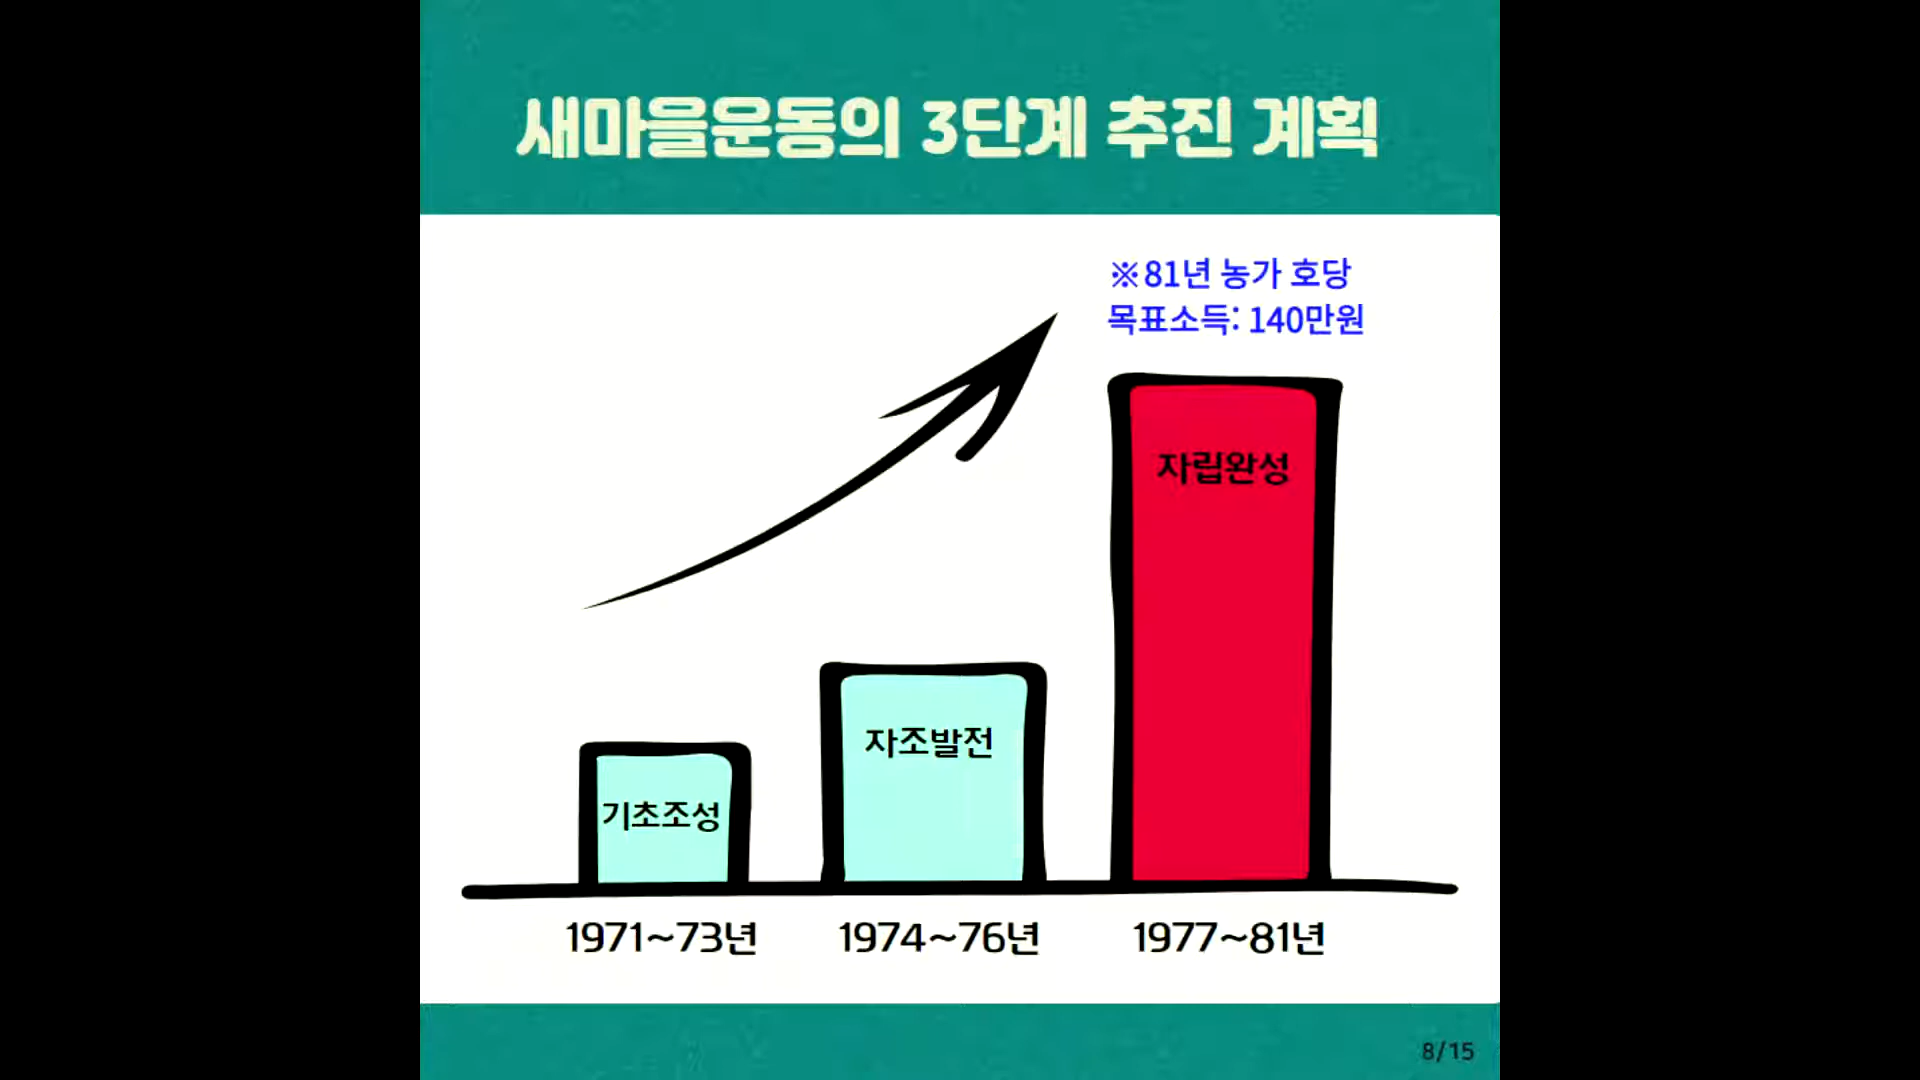 새마을운동의 3단계 추진 계획
※81년 농가 호당
목표소득: 140만원
자립완성
자조발전
기초조성
1971~73년
1974~76년
1977~81년
8/15